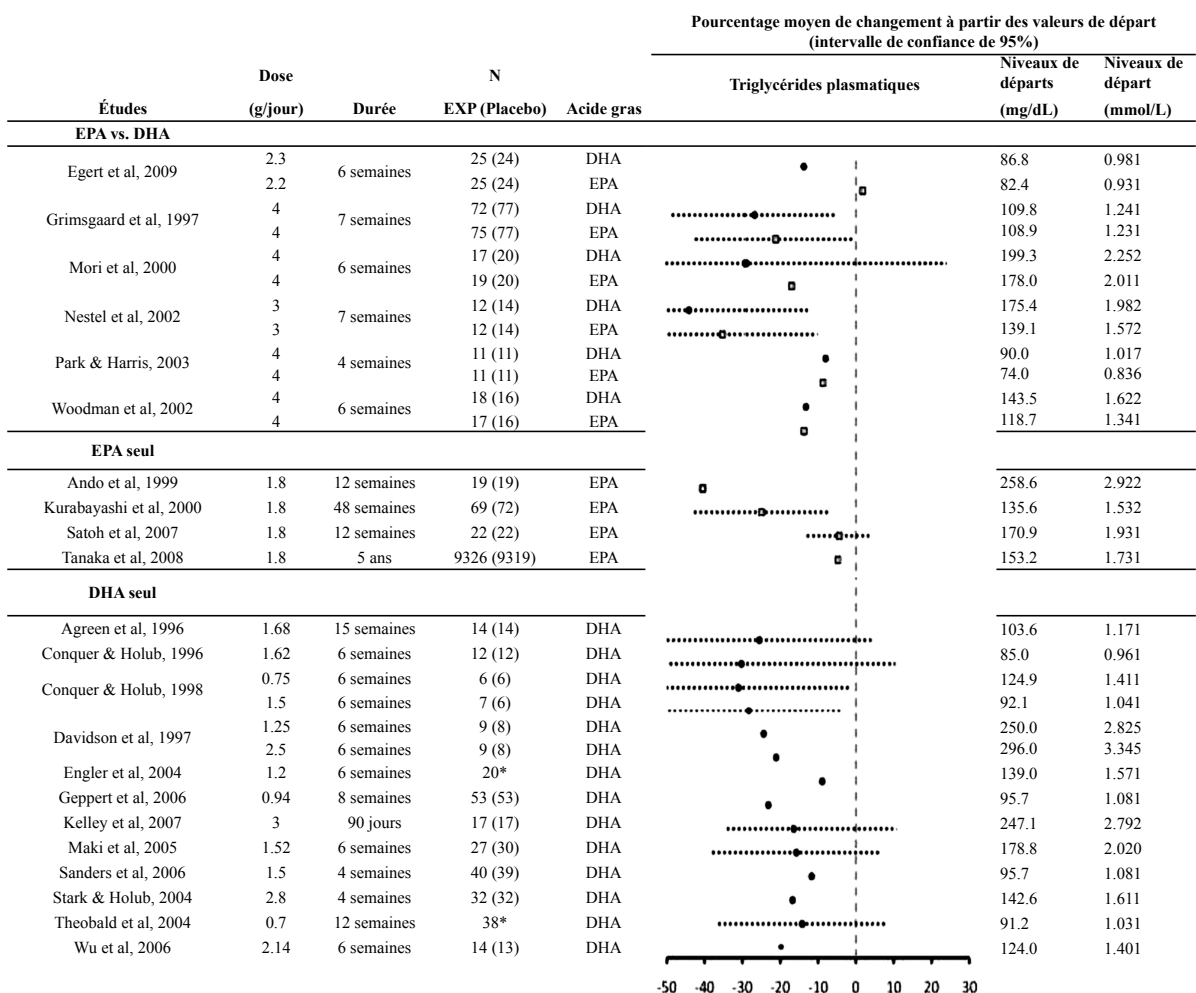 Pourcentage moyen de changement à partir des valeurs de départ
(intervalle de confiance de 95%)
Dose N Triglycérides plasmatiques Niveaux de départs Niveaux de départ
Études (g/jour) Durée EXP (Placebo) Acide gras (mg/dL) (mmol/L)
EPA vs. DHA
Egert et al, 2009 2.3 6 semaines 25 (24) DHA 86.8 0.981
2.2 25 (24) EPA 82.4 0.931
Grimsgaard et al, 1997 4 7 semaines 72 (77) DHA 109.8 1.241
4 75 (77) EPA 108.9 1.231
Mori et al, 2000 4 6 semaines 17 (20) DHA 199.3 2.252
4 19 (20) EPA 178.0 2.011
Nestel et al, 2002 3 7 semaines 12 (14) DHA 175.4 1.982
3 12 (14) EPA 139.1 1.572
Park & Harris, 2003 4 4 semaines 11 (11) DHA 90.0 1.017
4 11 (11) EPA 74.0 0.836
Woodman et al, 2002 4 6 semaines 18 (16) DHA 143.5 1.622
4 17 (16) EPA 118.7 1.341
EPA seul
Ando et al, 1999 1.8 12 semaines 19 (19) EPA 258.6 2.922
Kurabayashi et al, 2000 1.8 48 semaines 69 (72) EPA 135.6 1.532
Satoh et al, 2007 1.8 12 semaines 22 (22) EPA 170.9 1.931
Tanaka et al, 2008 1.8 5 ans 9326 (9319) EPA 153.2 1.731
DHA seul
Agreen et al, 1996 1.68 15 semaines 14 (14) DHA 103.6 1.171
Conquer & Holub, 1996 1.62 6 semaines 12 (12) DHA 85.0 0.961
Conquer & Holub, 1998 0.75 6 semaines 6 (6) DHA 124.9 1.411
1.5 6 semaines 7 (6) DHA 92.1 1.041
Davidson et al, 1997 1.25 6 semaines 9 (8) DHA 250.0 2.825
2.5 6 semaines 9 (8) DHA 296.0 3.345
Engler et al, 2004 1.2 6 semaines 20* DHA 139.0 1.571
Geppert et al, 2006 0.94 8 semaines 53 (53) DHA 95.7 1.081
Kelley et al, 2007 3 90 jours 17 (17) DHA 247.1 2.792
Maki et al, 2005 1.52 6 semaines 27 (30) DHA 178.8 2.020
Sanders et al, 2006 1.5 4 semaines 40 (39) DHA 95.7 1.081
Stark & Holub, 2004 2.8 4 semaines 32 (32) DHA 142.6 1.611
Theobald et al, 2004 0.7 12 semaines 38* DHA 91.2 1.031
Wu et al, 2006 2.14 6 semaines 14 (13) DHA 124.0 1.401
-50 -40 -30 -20 -10 0 10 20 30